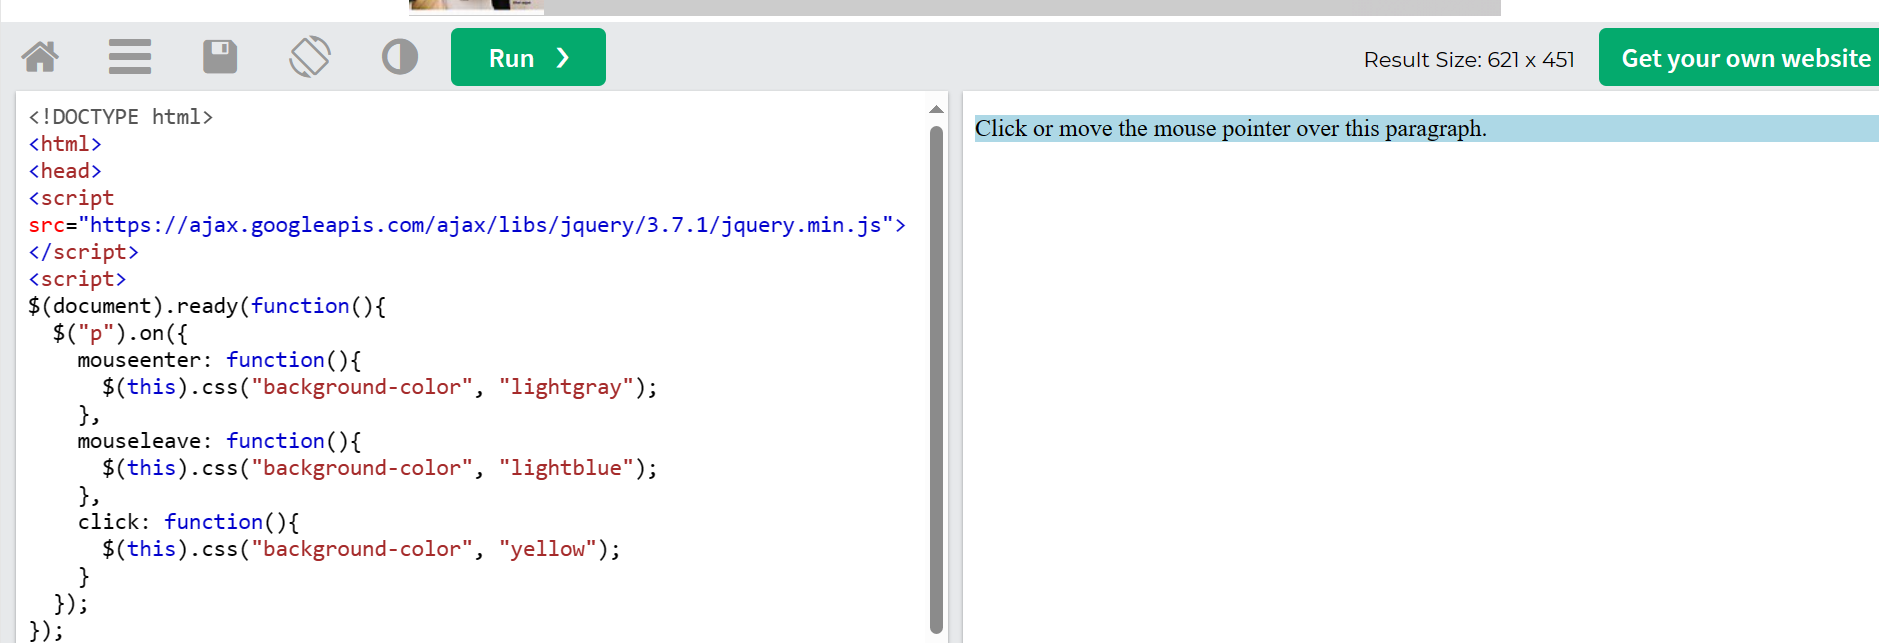 Run ❯
Result Size: 621 x 451
Get your own website
<!DOCTYPE html>
<html>
<head>
<script
src="https://ajax.googleapis.com/ajax/libs/jquery/3.7.1/jquery.min.js">
</script>
<script>
$(document).ready(function(){
  $("p").on({
    mouseenter: function(){
      $(this).css("background-color", "lightgray");
    },
    mouseleave: function(){
      $(this).css("background-color", "lightblue");
    },
    click: function(){
      $(this).css("background-color", "yellow");
    }
  });
});
Click or move the mouse pointer over this paragraph.